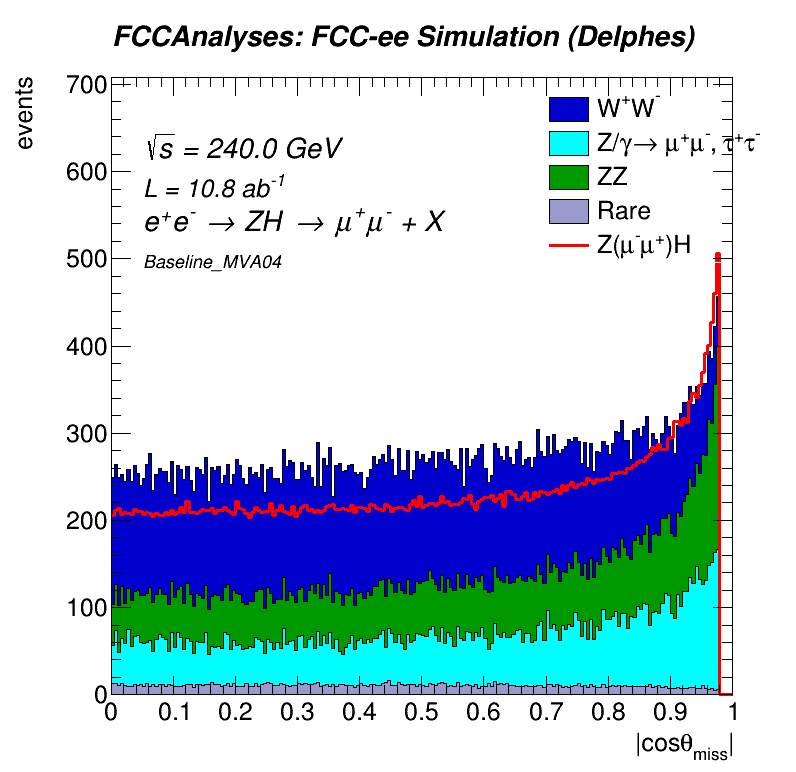 FCCAnalyses: FCC-ee Simulation (Delphes)
events
700
600
500
400
300
200
100
0
√s = 240.0 GeV
L = 10.8 ab⁻¹
e⁺e⁻ → ZH → μ⁺μ⁻ + X
Baseline_MVA04
W⁺W⁻
Z/γ→ μ⁺μ⁻, τ⁺τ⁻
ZZ
Rare
Z(μ⁻μ⁺)H
0 0.1 0.2 0.3 0.4 0.5 0.6 0.7 0.8 0.9 1
|cosθ_miss|